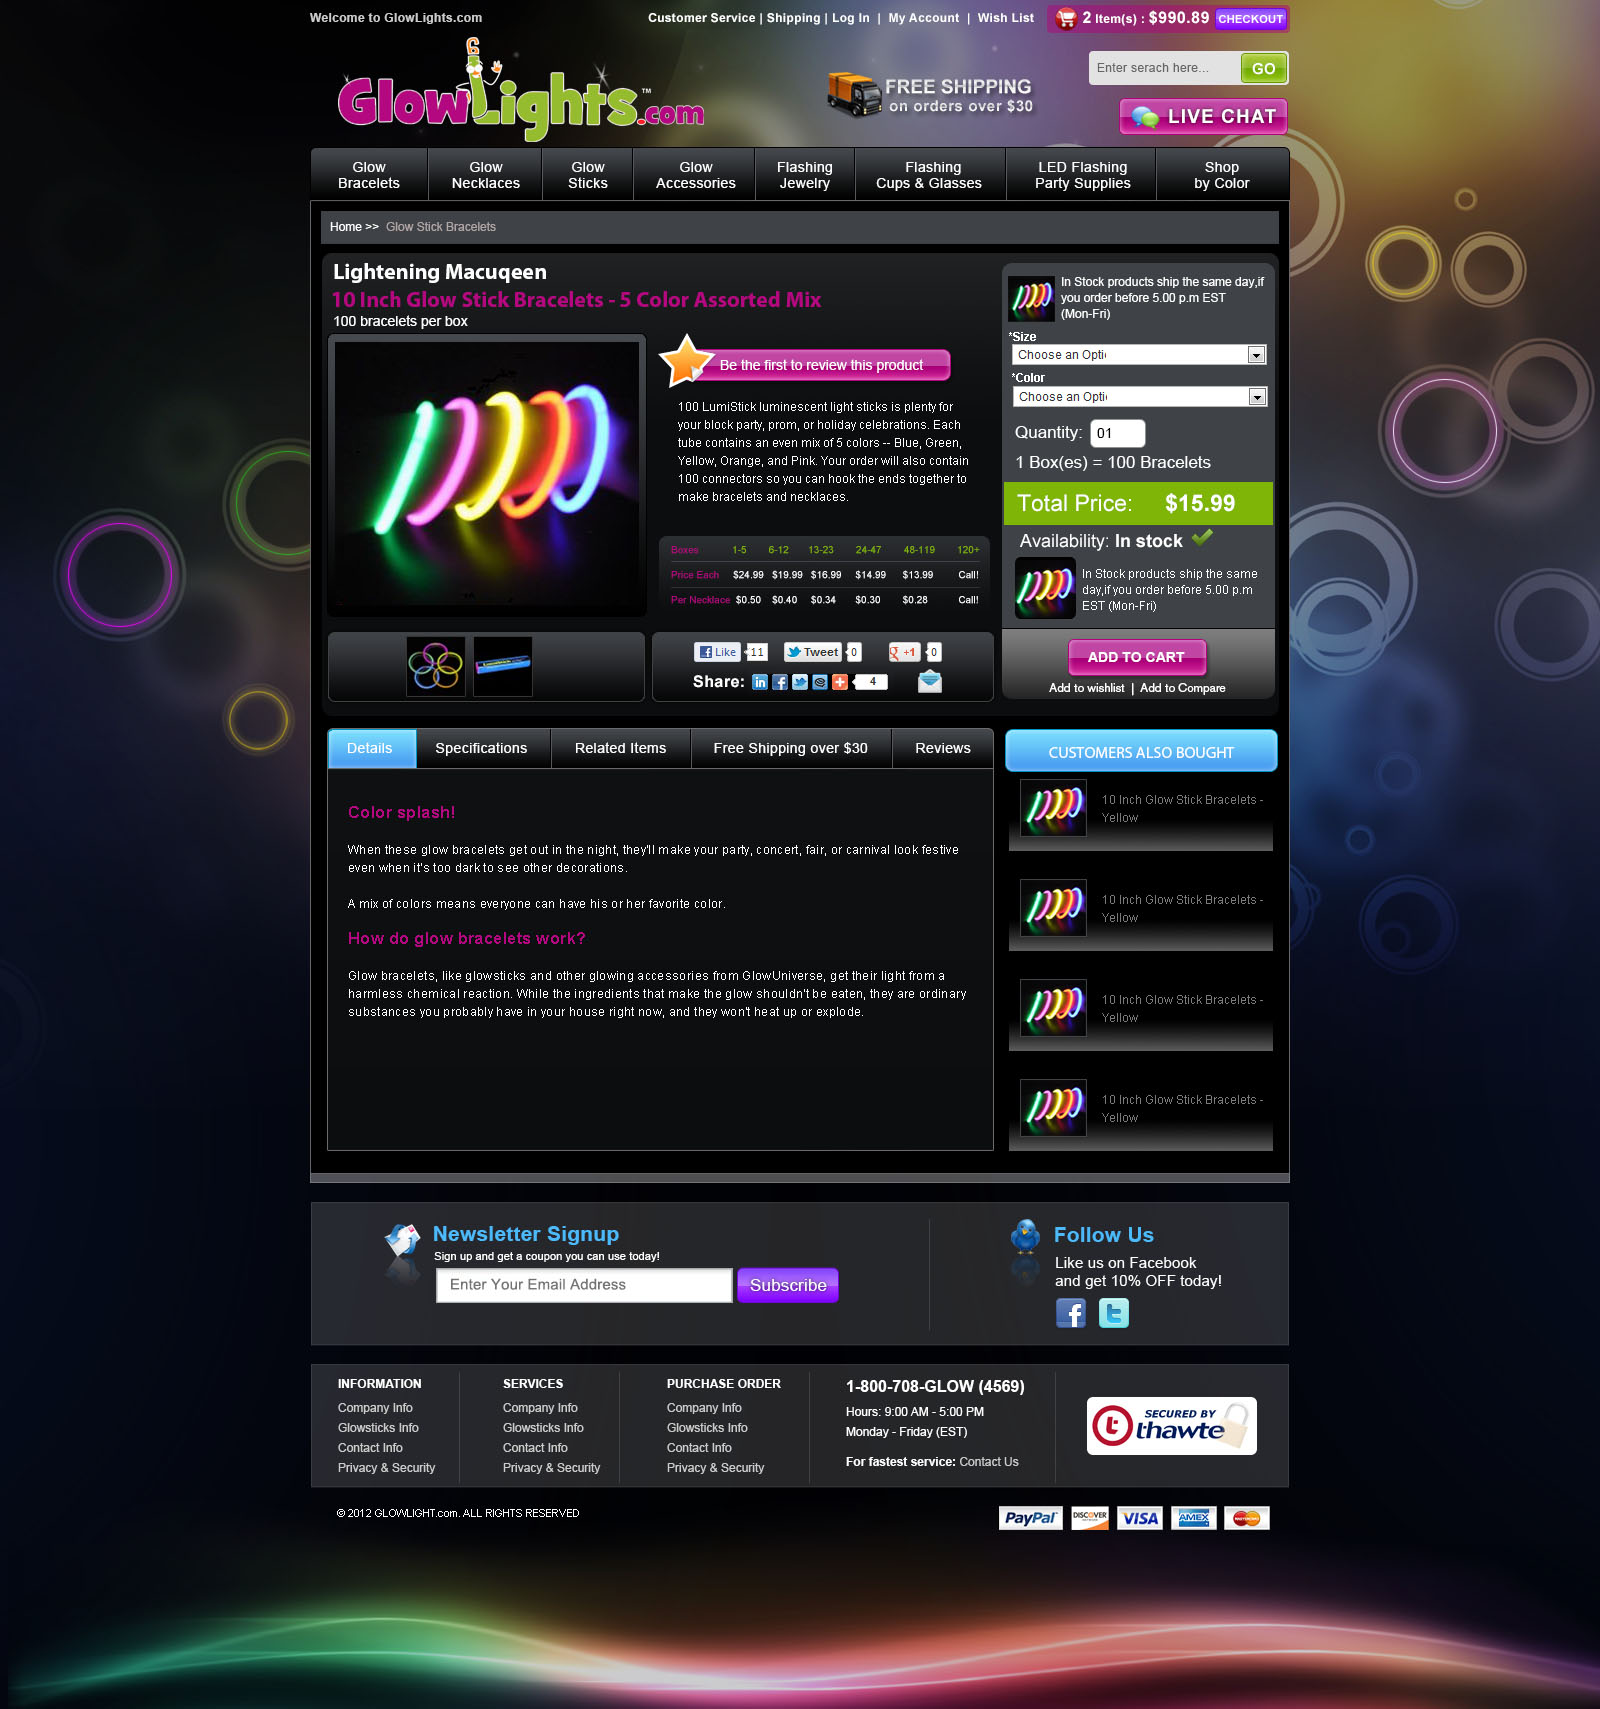 Welcome to GlowLights.com
Customer Service | Shipping | Log In | My Account | Wish List
2 Item(s) : $990.89 CHECKOUT
GlowLights.com™
FREE SHIPPING
on orders over $30
Enter serach here...
GO
LIVE CHAT
Glow
Bracelets
Glow
Necklaces
Glow
Sticks
Glow
Accessories
Flashing
Jewelry
Flashing
Cups & Glasses
LED Flashing
Party Supplies
Shop
by Color
Home >> Glow Stick Bracelets
Lightening Macuqeen
10 Inch Glow Stick Bracelets - 5 Color Assorted Mix
100 bracelets per box
Be the first to review this product
100 LumiStick luminescent light sticks is plenty for
your block party, prom, or holiday celebrations. Each
tube contains an even mix of 5 colors -- Blue, Green,
Yellow, Orange, and Pink. Your order will also contain
100 connectors so you can hook the ends together to
make bracelets and necklaces.
Boxes 1-5 6-12 13-23 24-47 48-119 120+
Price Each $24.99 $19.99 $16.99 $14.99 $13.99 Call!
Per Necklace $0.50 $0.40 $0.34 $0.30 $0.28 Call!
Like 11 Tweet 0 +1 0
Share: 4
In Stock products ship the same day,if
you order before 5.00 p.m EST
(Mon-Fri)
*Size
Choose an Opti
*Color
Choose an Opti
Quantity: 01
1 Box(es) = 100 Bracelets
Total Price: $15.99
Availability: In stock
In Stock products ship the same
day,If you order before 5.00 p.m
EST (Mon-Fri)
ADD TO CART
Add to wishlist | Add to Compare
Details Specifications Related Items Free Shipping over $30 Reviews
Color splash!
When these glow bracelets get out in the night, they'll make your party, concert, fair, or carnival look festive
even when it's too dark to see other decorations.
A mix of colors means everyone can have his or her favorite color.
How do glow bracelets work?
Glow bracelets, like glowsticks and other glowing accessories from GlowUniverse, get their light from a
harmless chemical reaction. While the ingredients that make the glow shouldn't be eaten, they are ordinary
substances you probably have in your house right now, and they won't heat up or explode.
CUSTOMERS ALSO BOUGHT
10 Inch Glow Stick Bracelets -
Yellow
10 Inch Glow Stick Bracelets -
Yellow
10 Inch Glow Stick Bracelets -
Yellow
10 Inch Glow Stick Bracelets -
Yellow
Newsletter Signup
Sign up and get a coupon you can use today!
Enter Your Email Address
Subscribe
Follow Us
Like us on Facebook
and get 10% OFF today!
INFORMATION
Company Info
Glowsticks Info
Contact Info
Privacy & Security
SERVICES
Company Info
Glowsticks Info
Contact Info
Privacy & Security
PURCHASE ORDER
Company Info
Glowsticks Info
Contact Info
Privacy & Security
1-800-708-GLOW (4569)
Hours: 9:00 AM - 5:00 PM
Monday - Friday (EST)
For fastest service: Contact Us
SECURED BY
thawte
© 2012 GLOWLIGHT.com. ALL RIGHTS RESERVED
PayPal DISCOVER VISA AMEX MasterCard